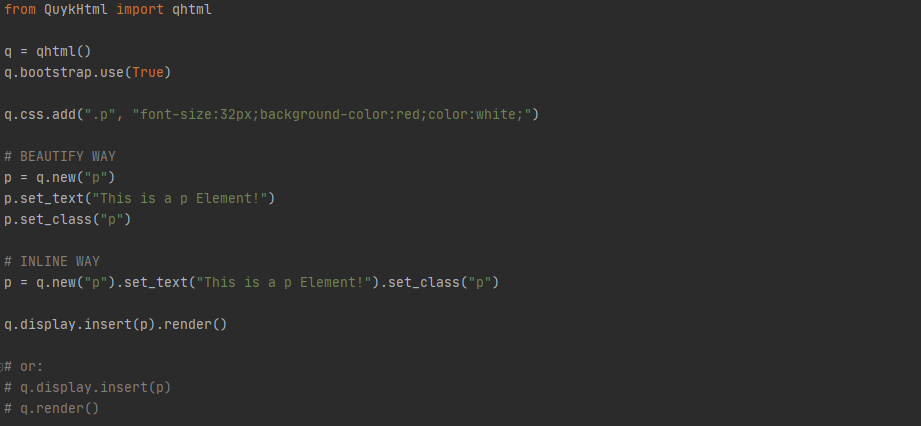 from QuykHtml import qhtml
q = qhtml()
q.bootstrap.use(True)
q.css.add(".p", "font-size:32px;background-color:red;color:white;")
# BEAUTIFY WAY
p = q.new("p")
p.set_text("This is a p Element!")
p.set_class("p")
# INLINE WAY
p = q.new("p").set_text("This is a p Element!").set_class("p")
q.display.insert(p).render()
# or:
# q.display.insert(p)
# q.render()